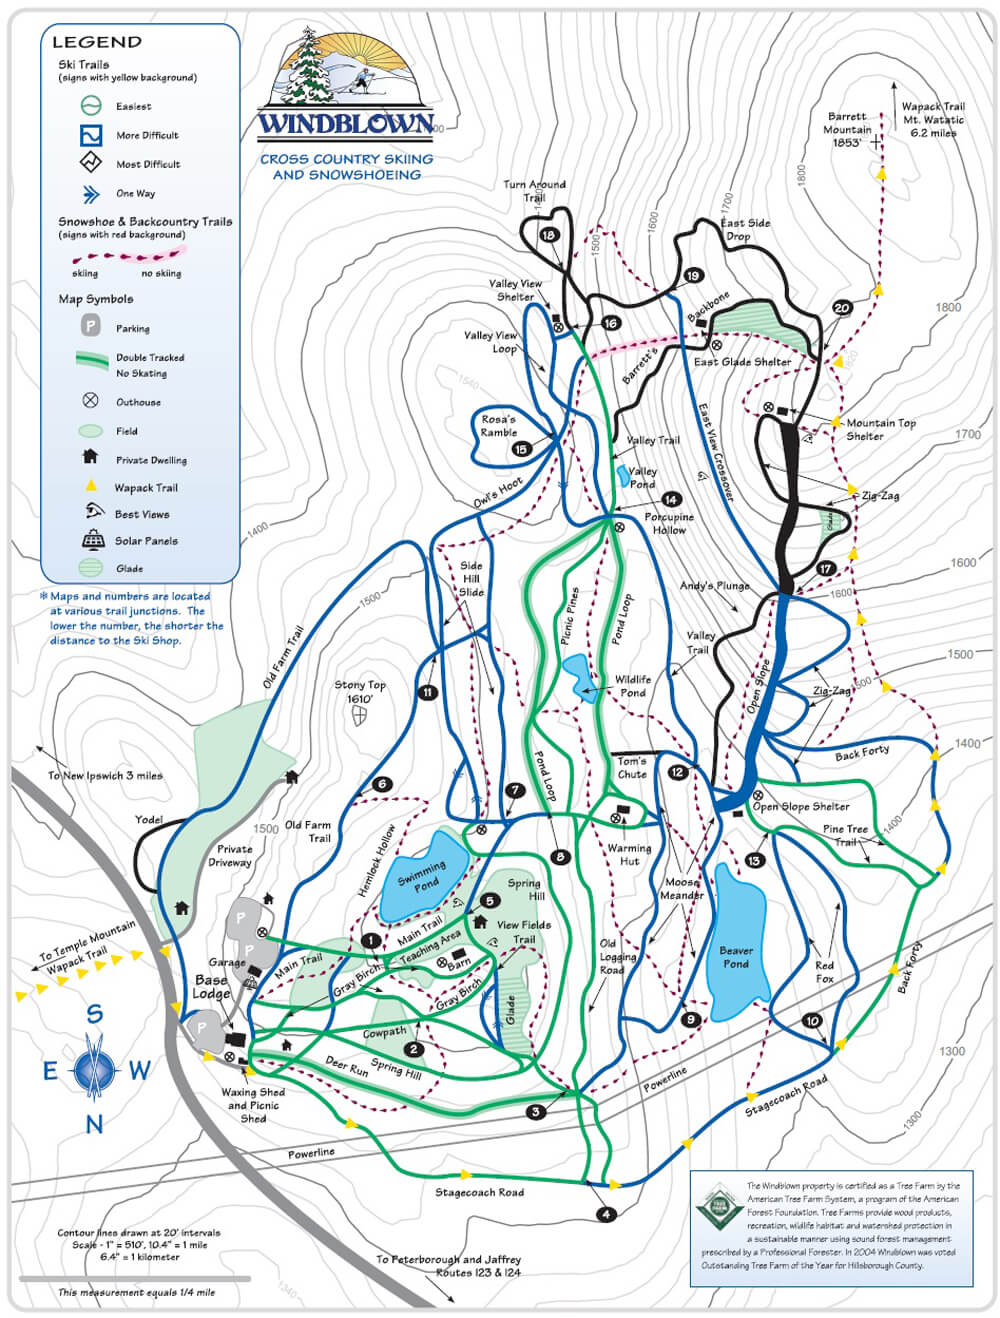 LEGEND
Ski Trails
(signs with yellow background)
Easiest
More Difficult
Most Difficult
One Way
Snowshoe & Backcountry Trails
(signs with red background)
skiing
no skiing
Map Symbols
P
Parking
Double Tracked
No Skating
Outhouse
Field
Private Dwelling
Wapack Trail
Best Views
Solar Panels
Glade
* Maps and numbers are located
at various trail junctions. The
lower the number, the shorter the
distance to the Ski Shop.
WINDBLOWN
CROSS COUNTRY SKIING
AND SNOWSHOEING
Wapack Trail
Mt. Watatic
6.2 miles
Barrett
Mountain
1853'
1800
Turn Around
Trail
18
1500
1600
1700
East Side
Drop
19
Valley View
Shelter
16
Backbone
20
1800
Valley View
Loop
Barrett's
East Glade Shelter
1540
Rosa's
Ramble
15
East View Crossover
Mountain Top
Shelter
Valley Trail
1700
Valley
Pond
Owl's Hoot
14
Porcupine
Hollow
Zig-Zag
Glade
1400
Side
Hill
Slide
1600
17
1500
Andy's Plunge
1600
Picnic Pines
Pond Loop
Old Farm Trail
Valley
Trail
1500
Stony Top
1610'
11
Wildlife
Pond
Open Slope
Zig-Zag
1500
To New Ipswich 3 miles
1400
Back Forty
Pond Loop
Tom's
Chute
12
6
7
Open Slope Shelter
Yodel
1500
Old Farm
Trail
Private
Driveway
Hemlock Hollow
Warming
Hut
Pine Tree
Trail
1400
8
13
Swimming
Pond
Spring
Hill
Moose
Meander
5
P
Main Trail
View Fields
Trail
Teaching Area
1
To Temple Mountain
Wapack Trail
P
Garage
Main Trail
Gray Birch
Barn
Old
Logging
Road
Beaver
Pond
Red
Fox
Back Forty
Base
Lodge
Gray Birch
Glade
S
E
W
N
P
Cowpath
2
9
10
Deer Run
Spring Hill
1300
Powerline
Waxing Shed
and Picnic
Shed
3
Stagecoach Road
1300
Powerline
Stagecoach Road
4
Contour lines drawn at 20' intervals
Scale - 1" = 510', 10.4" = 1 mile
6.4" = 1 kilometer
This measurement equals 1/4 mile
1340
To Peterborough and Jaffrey
Routes 123 & 124
The Windblown property is certified as a Tree Farm by the
American Tree Farm System, a program of the American
Forest Foundation. Tree Farms provide wood products,
recreation, wildlife habitat and watershed protection in
a sustainable manner using sound forest management
prescribed by a Professional Forester. In 2004 Windblown was voted
Outstanding Tree Farm of the Year for Hillsborough County.